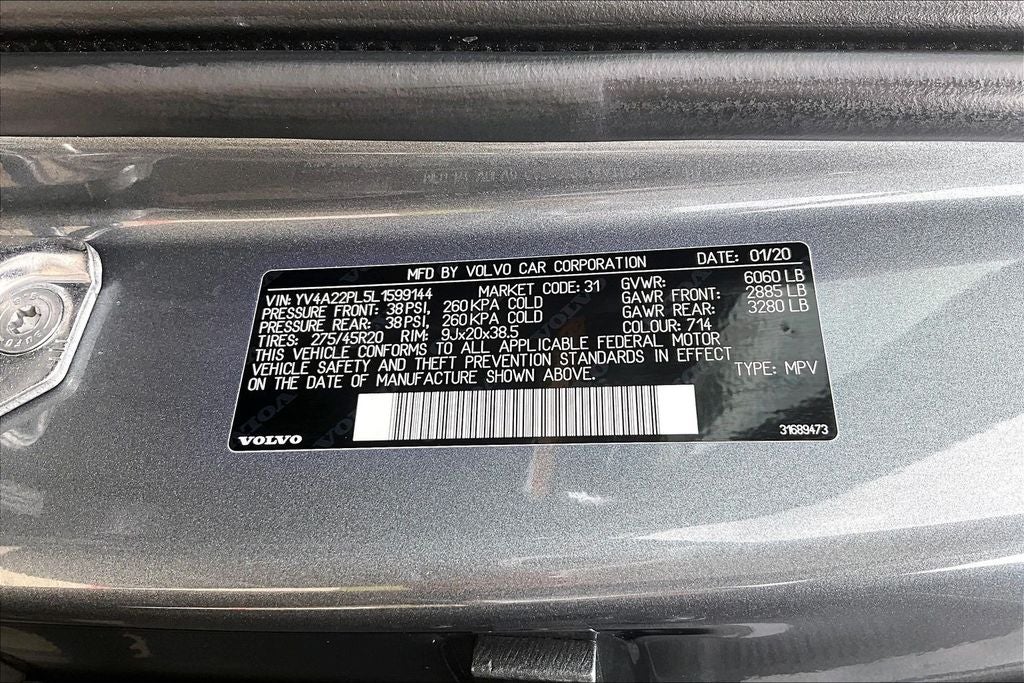 MFD BY VOLVO CAR CORPORATION DATE: 01/20
VIN: YV4A22PL5L1599144 MARKET CODE: 31 GVWR: 6060 LB
PRESSURE FRONT: 38 PSI, 260 KPA COLD GAWR FRONT: 2885 LB
PRESSURE REAR: 38 PSI, 260 KPA COLD GAWR REAR: 3280 LB
TIRES: 275/45R20 RIM: 9Jx20x38.5 COLOUR: 714
THIS VEHICLE CONFORMS TO ALL APPLICABLE FEDERAL MOTOR
VEHICLE SAFETY AND THEFT PREVENTION STANDARDS IN EFFECT
ON THE DATE OF MANUFACTURE SHOWN ABOVE. TYPE: MPV
VOLVO 31689473